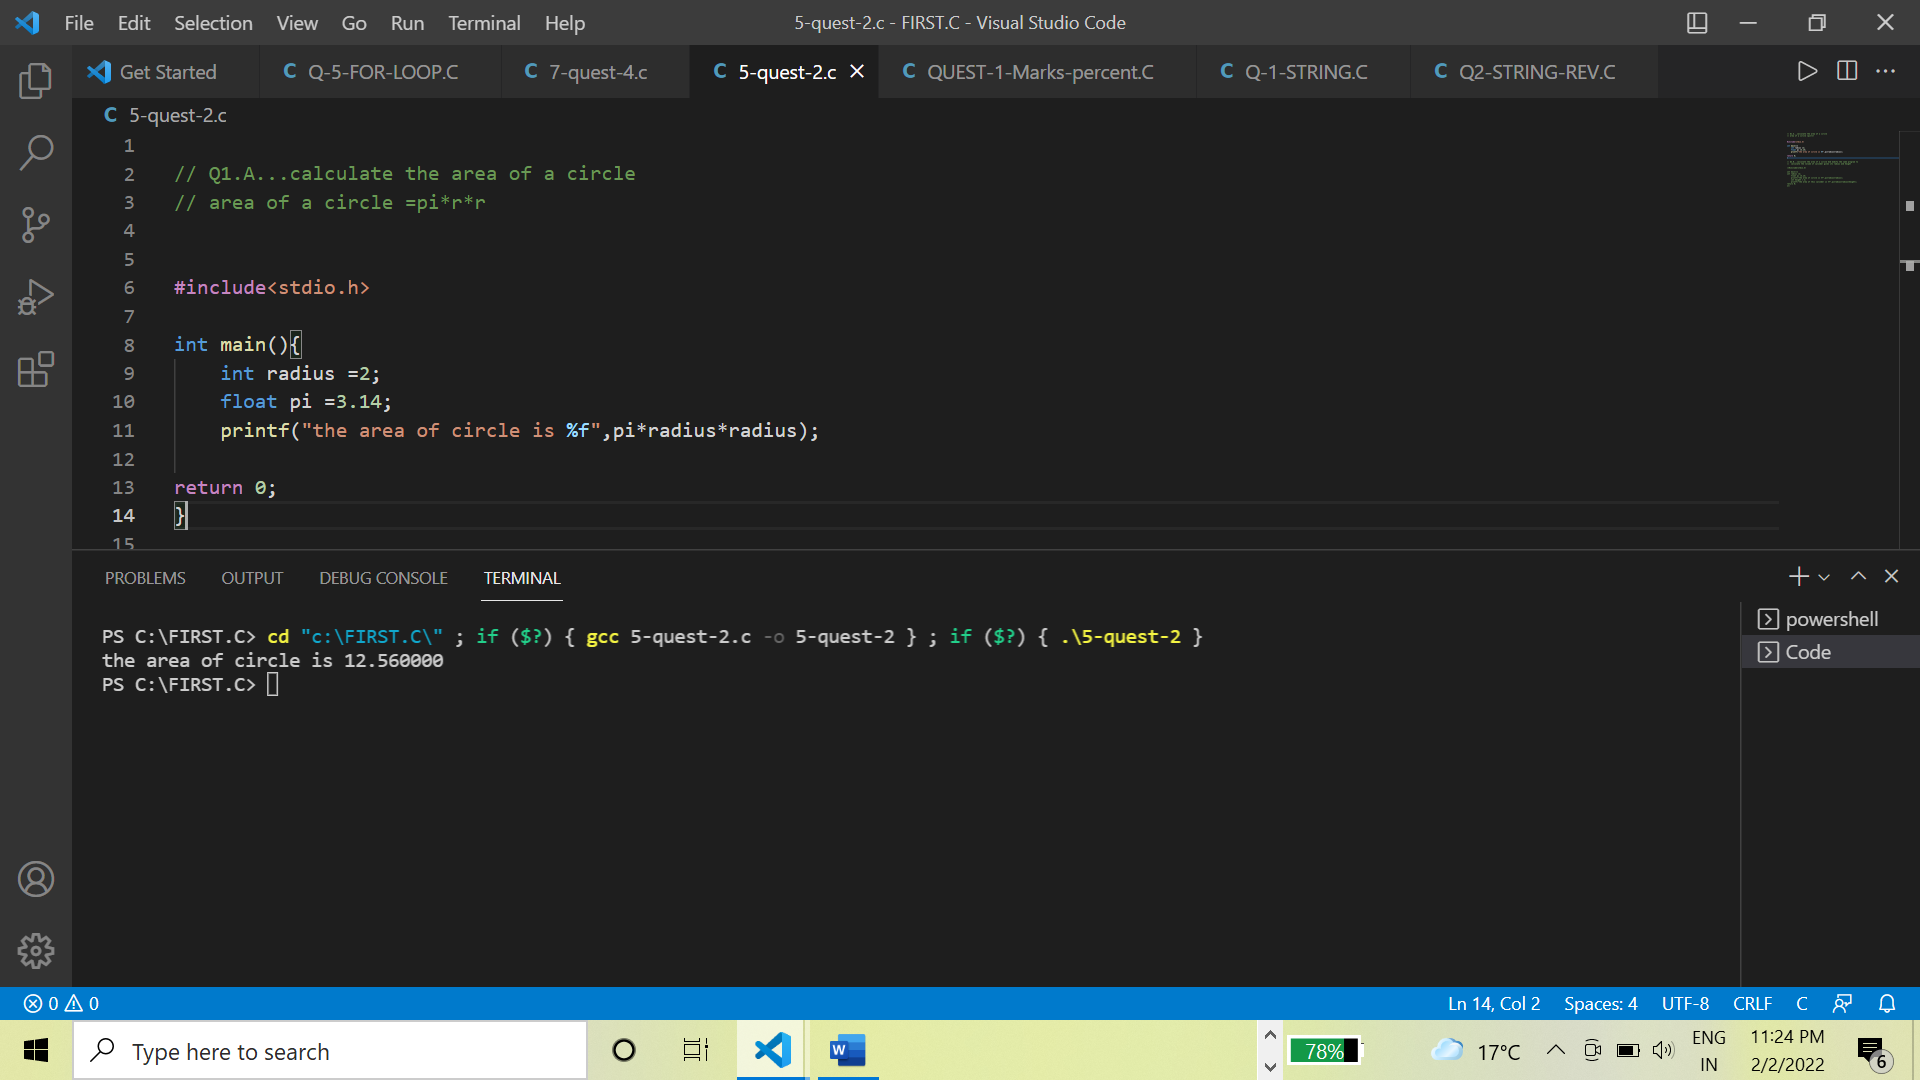 File Edit Selection View Go Run Terminal Help 5-quest-2.c - FIRST.C - Visual Studio Code
Get Started C Q-5-FOR-LOOP.C C 7-quest-4.c C 5-quest-2.c C QUEST-1-Marks-percent.C C Q-1-STRING.C C Q2-STRING-REV.C
C 5-quest-2.c
1
2 // Q1.A...calculate the area of a circle
3 // area of a circle =pi*r*r
4
5
6 #include<stdio.h>
7
8 int main(){
9 int radius =2;
10 float pi =3.14;
11 printf("the area of circle is %f",pi*radius*radius);
12
13 return 0;
14 }
15
PROBLEMS OUTPUT DEBUG CONSOLE TERMINAL
PS C:\FIRST.C> cd "c:\FIRST.C\" ; if ($?) { gcc 5-quest-2.c -o 5-quest-2 } ; if ($?) { .\5-quest-2 }
the area of circle is 12.560000
PS C:\FIRST.C>
powershell
Code
0 0 Ln 14, Col 2 Spaces: 4 UTF-8 CRLF C
Type here to search
W
78%
17°C
ENG
IN
11:24 PM
2/2/2022
6